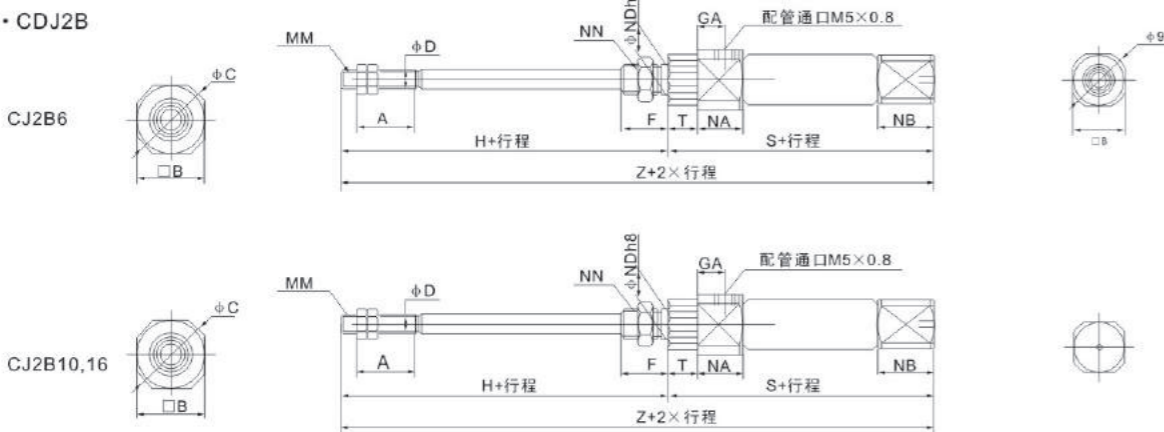 · CDJ2B
CJ2B6
φC
□B
MM
φD
A
NN
φNDh
GA
配管通口M5×0.8
F
T
NA
NB
H+行程
S+行程
Z+2×行程
φ9
CJ2B10,16
φC
□B
MM
φD
A
NN
φNDh8
GA
配管通口M5×0.8
F
T
NA
NB
H+行程
S+行程
Z+2×行程